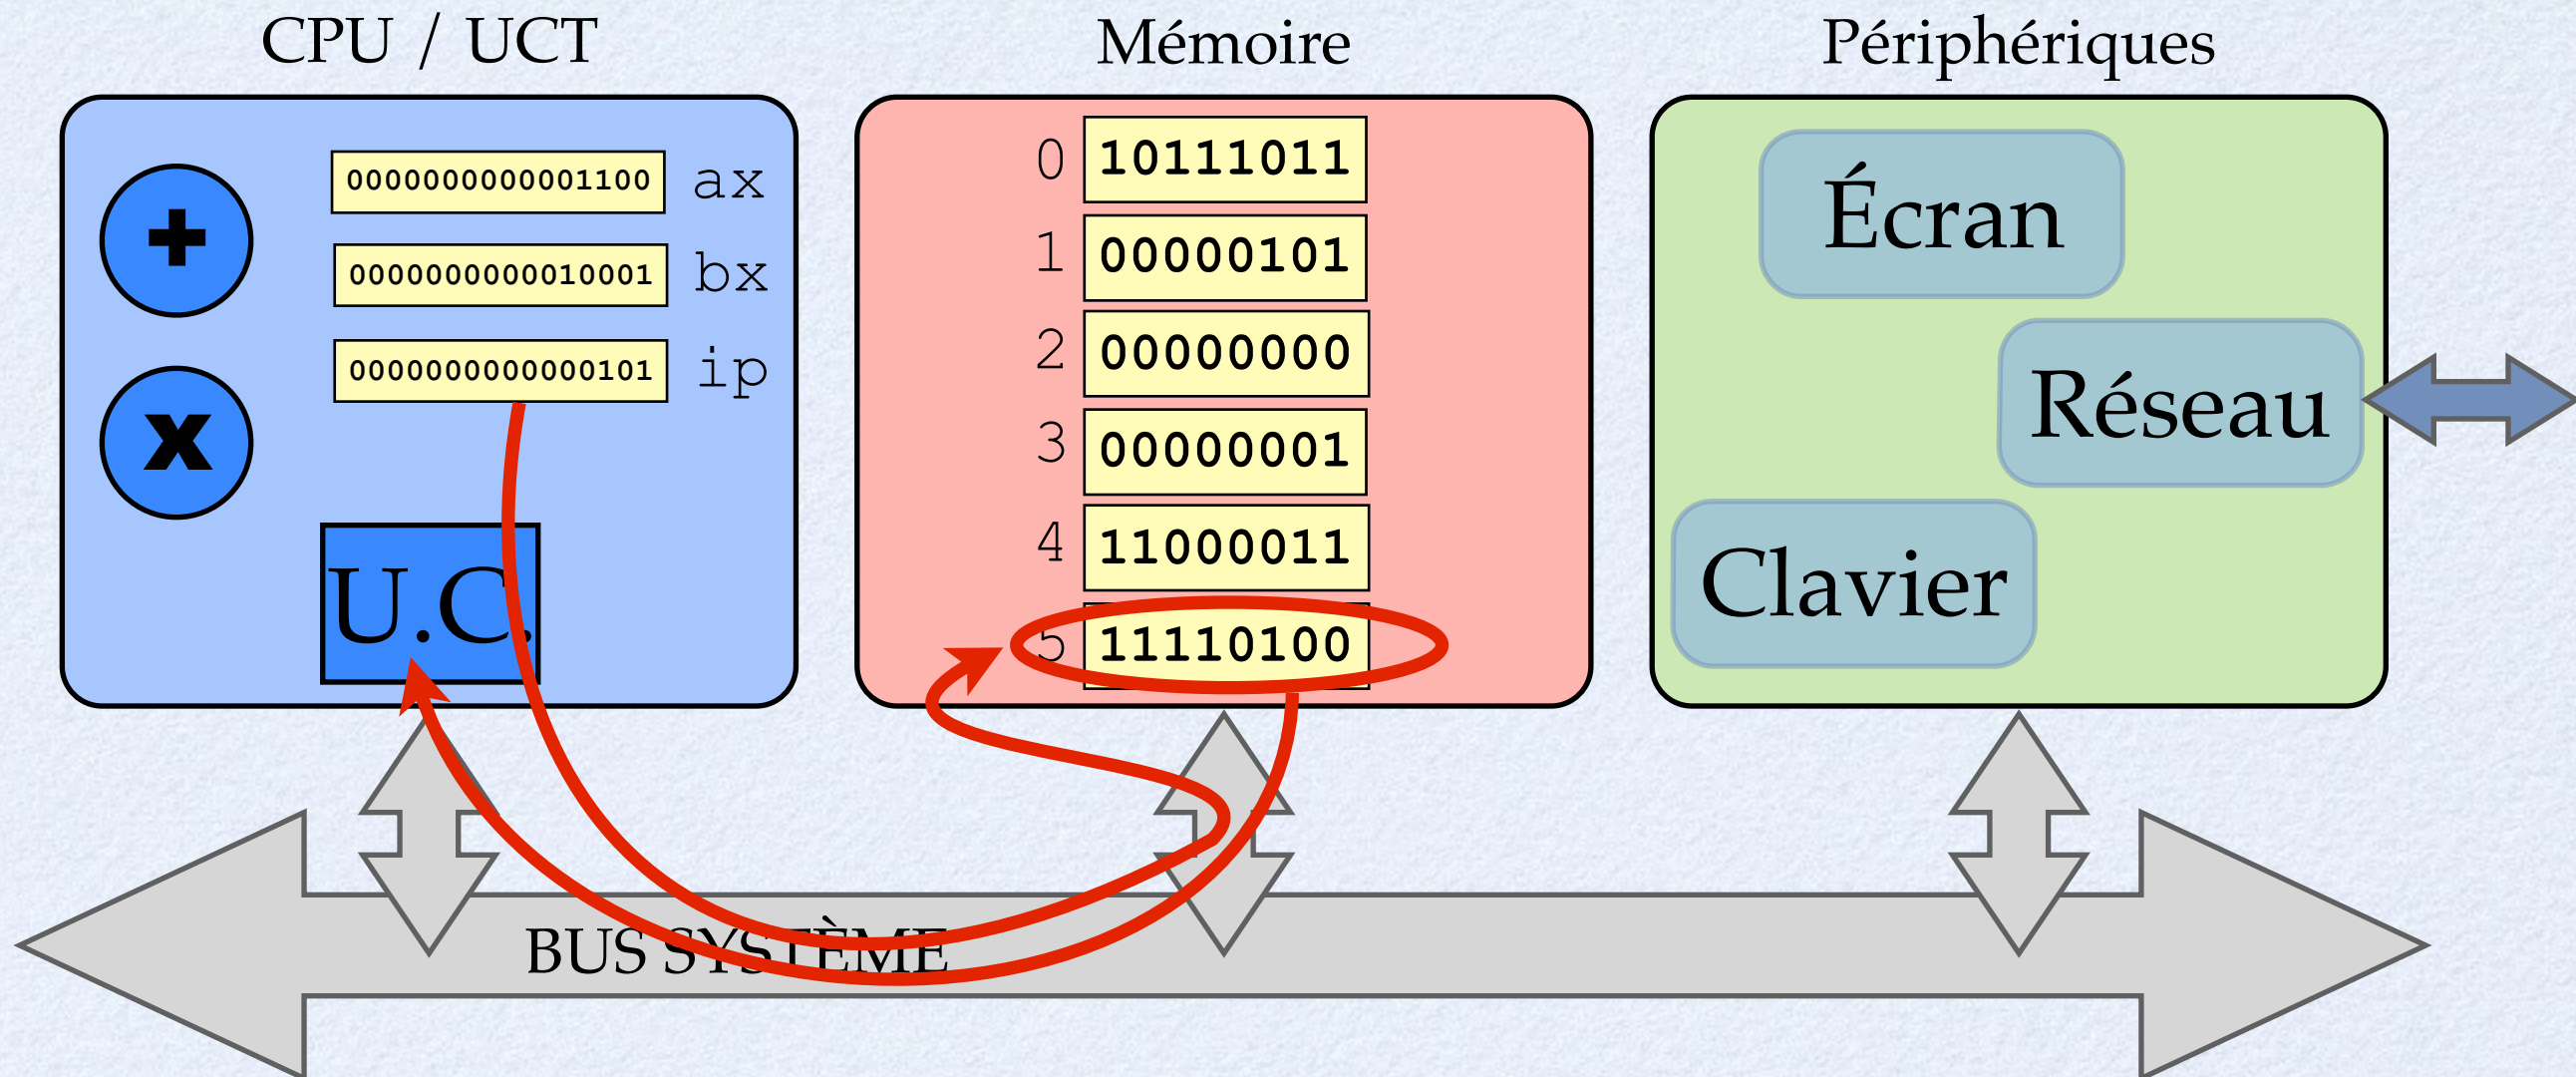 CPU / UCT
+
0000000000001100 ax
0000000000010001 bx
0000000000000101 ip
x
U.C.
Mémoire
0 10111011
1 00000101
2 00000000
3 00000001
4 11000011
5 11110100
Périphériques
Écran
Réseau
Clavier
BUS SYSTÈME